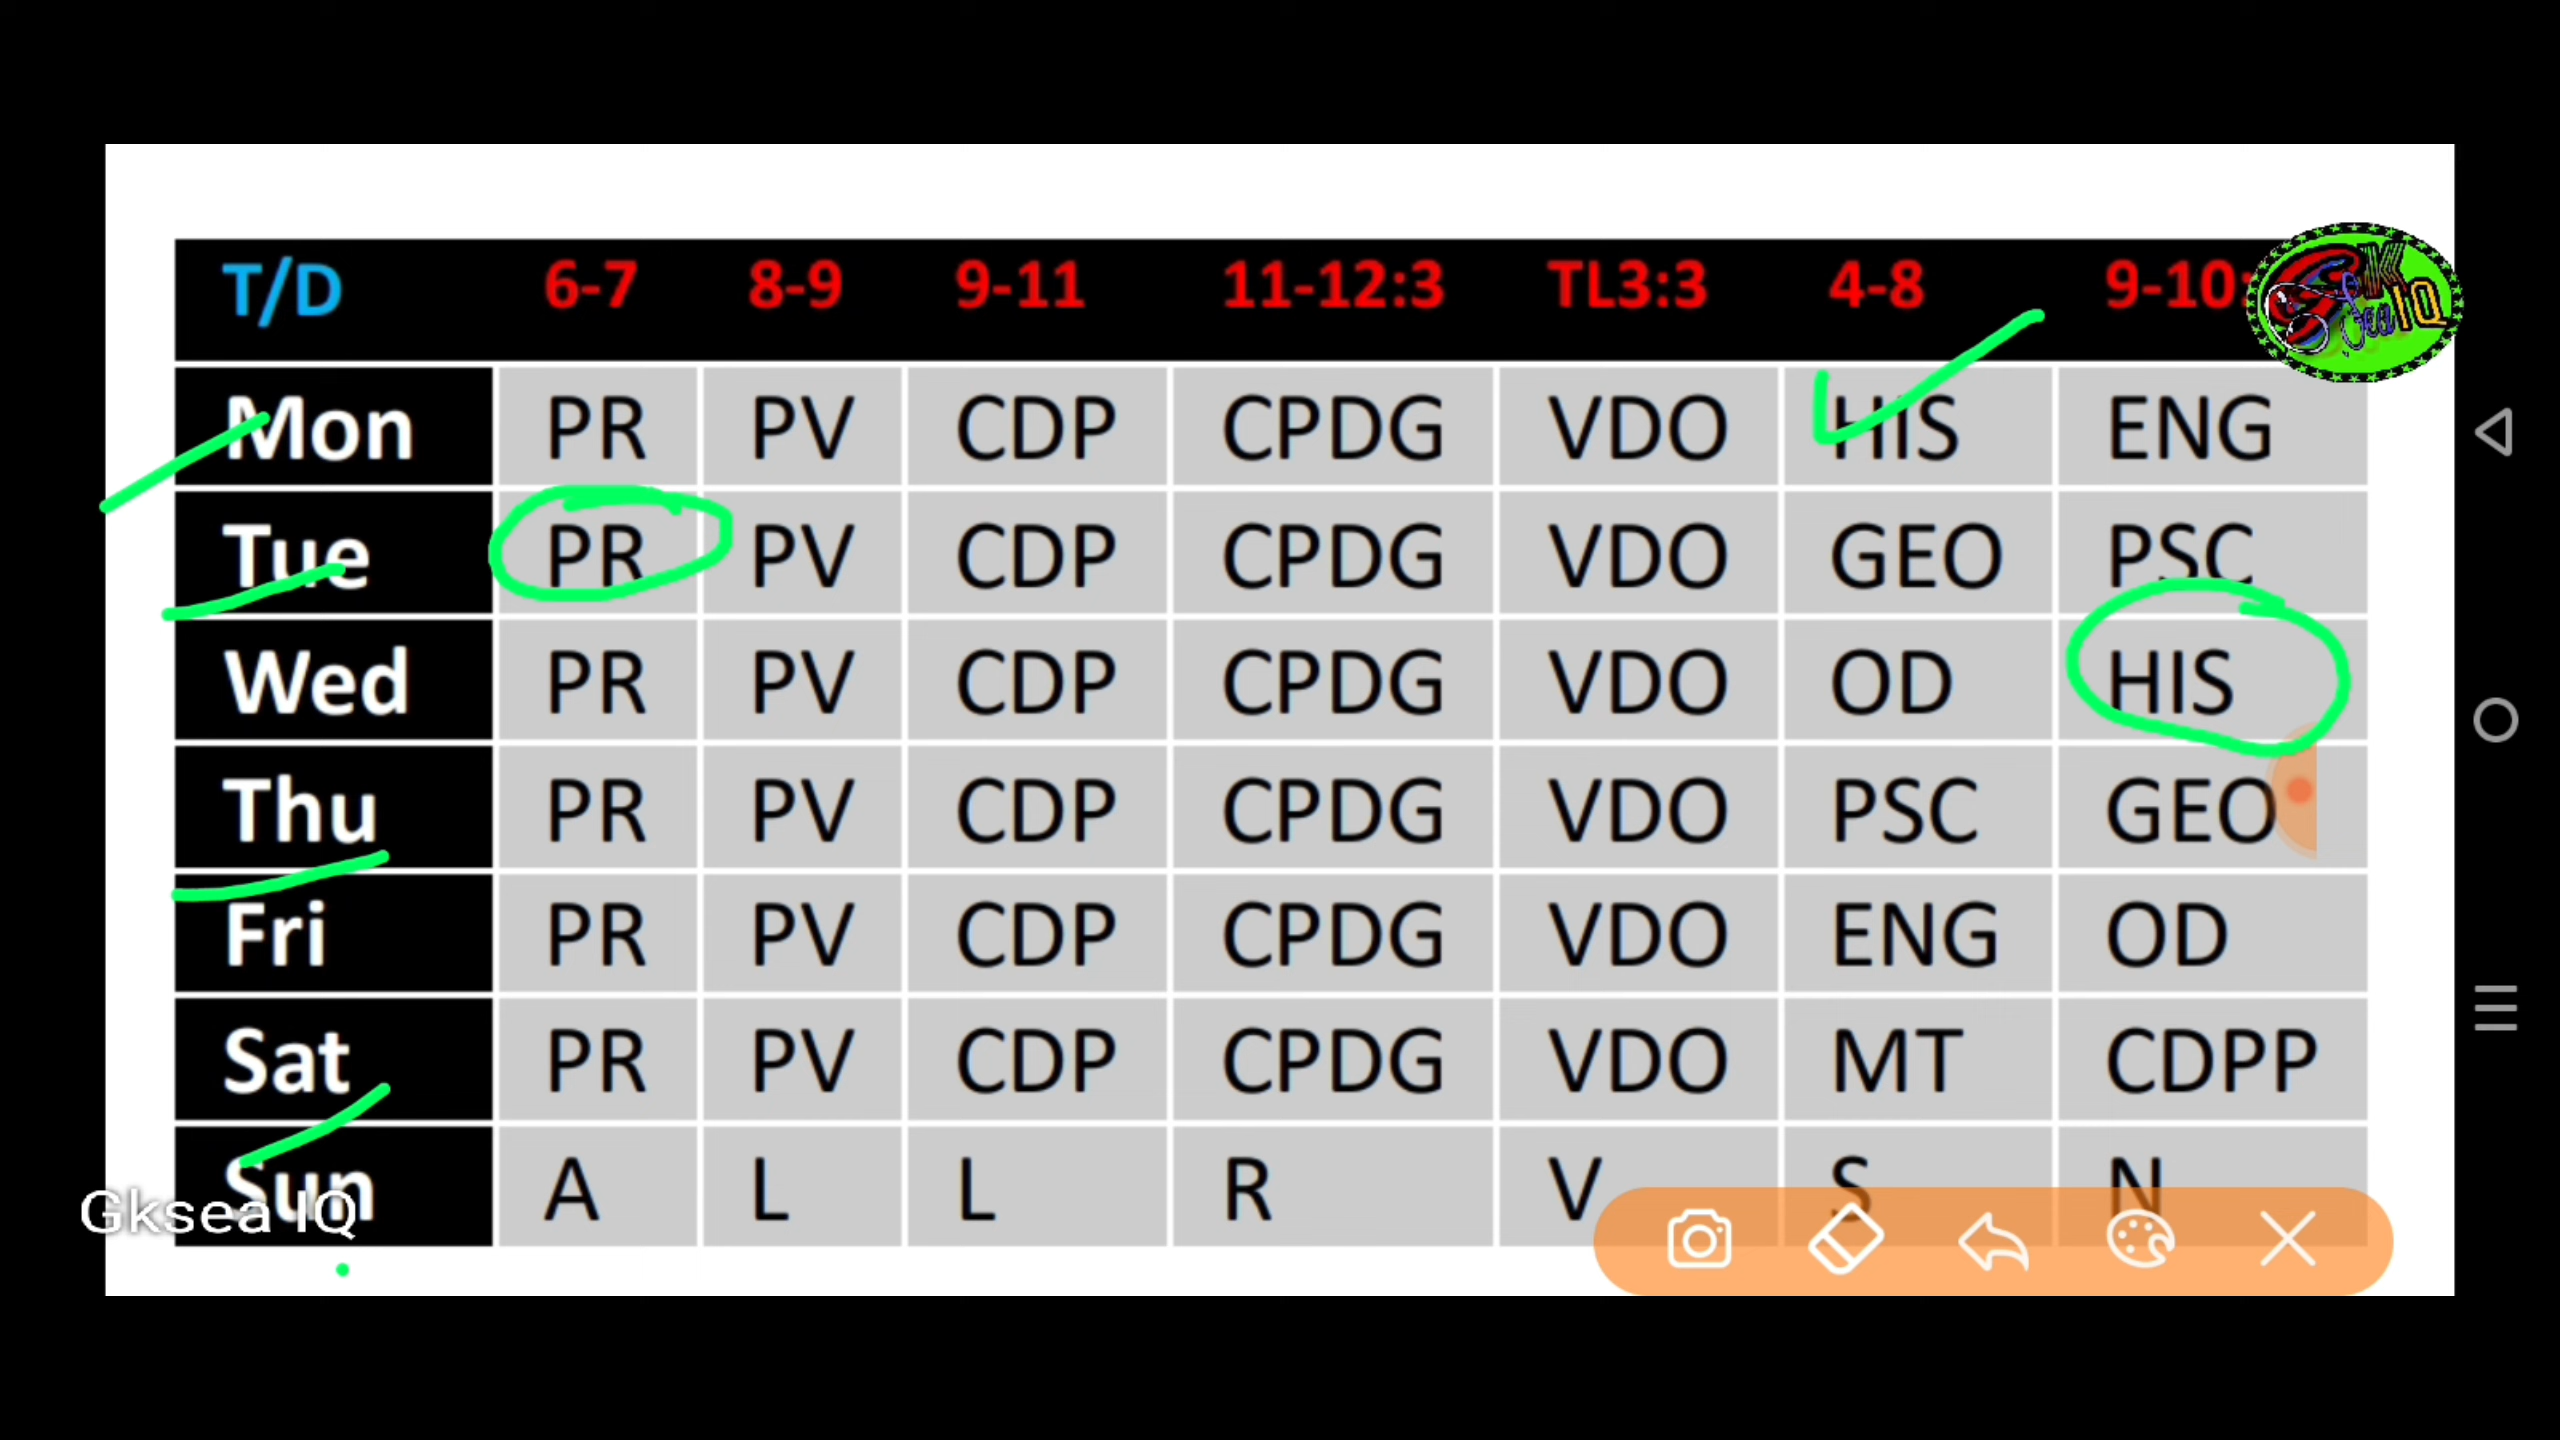 T/D 6-7 8-9 9-11 11-12:3 TL3:3 4-8 9-10:
Mon PR PV CDP CPDG VDO HIS ENG
Tue PR PV CDP CPDG VDO GEO PSC
Wed PR PV CDP CPDG VDO OD HIS
Thu PR PV CDP CPDG VDO PSC GEO
Fri PR PV CDP CPDG VDO ENG OD
Sat PR PV CDP CPDG VDO MT CDPP
Sun A L L R V S N
Gksea IQ
GK Sea IQ